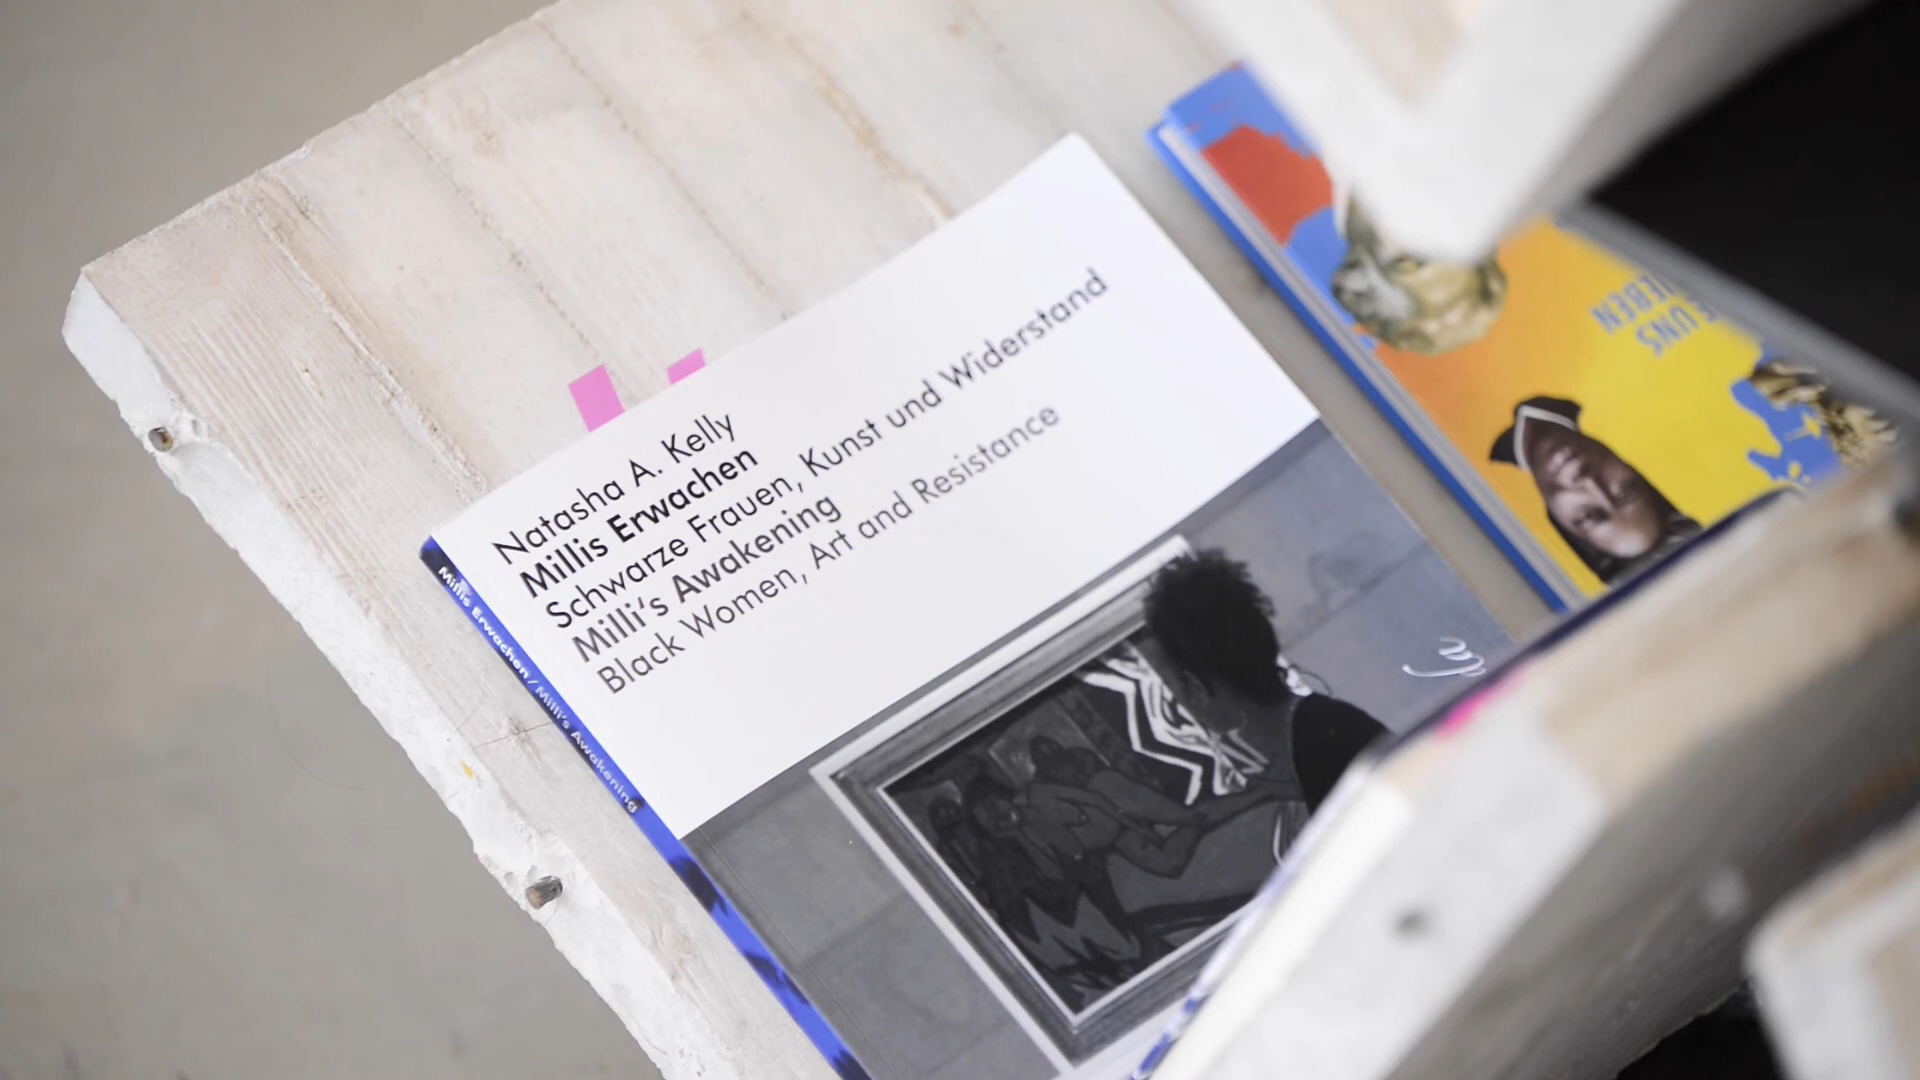 Natasha A. Kelly
Millis Erwachen
Schwarze Frauen, Kunst und Widerstand
Milli's Awakening
Black Women, Art and Resistance
Millis Erwachen / Milli's Awakening
UNS